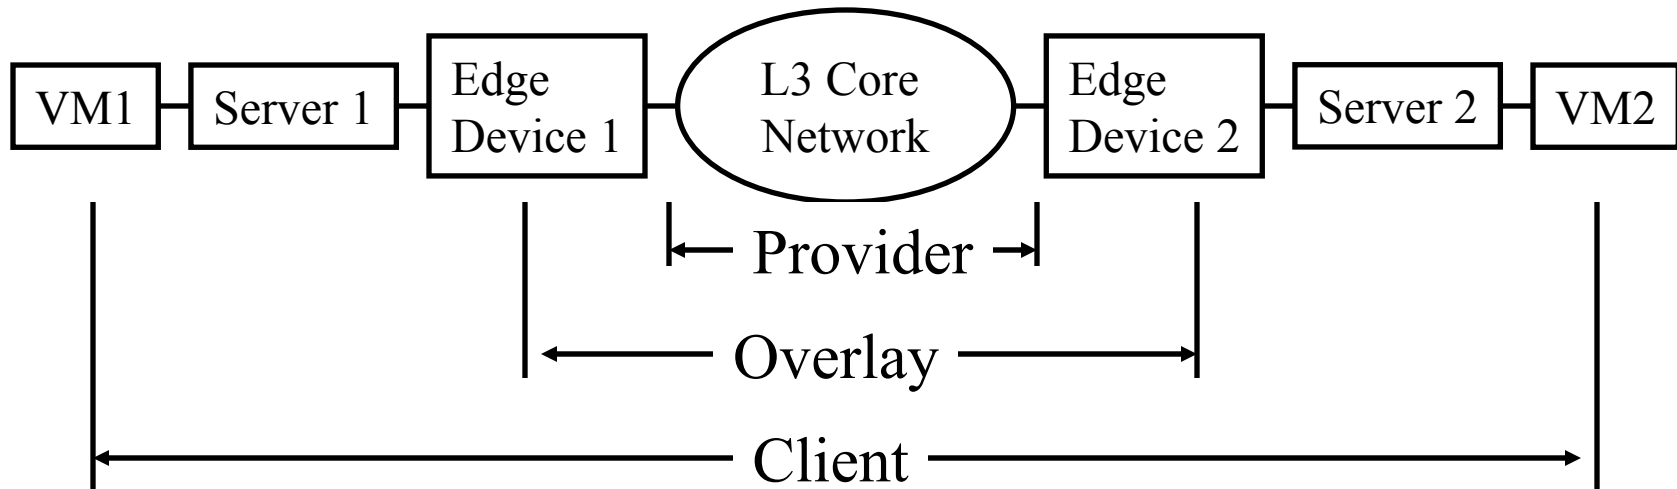 VM1
Server 1
Edge
Device 1
L3 Core
Network
Edge
Device 2
Server 2
VM2
Provider
Overlay
Client